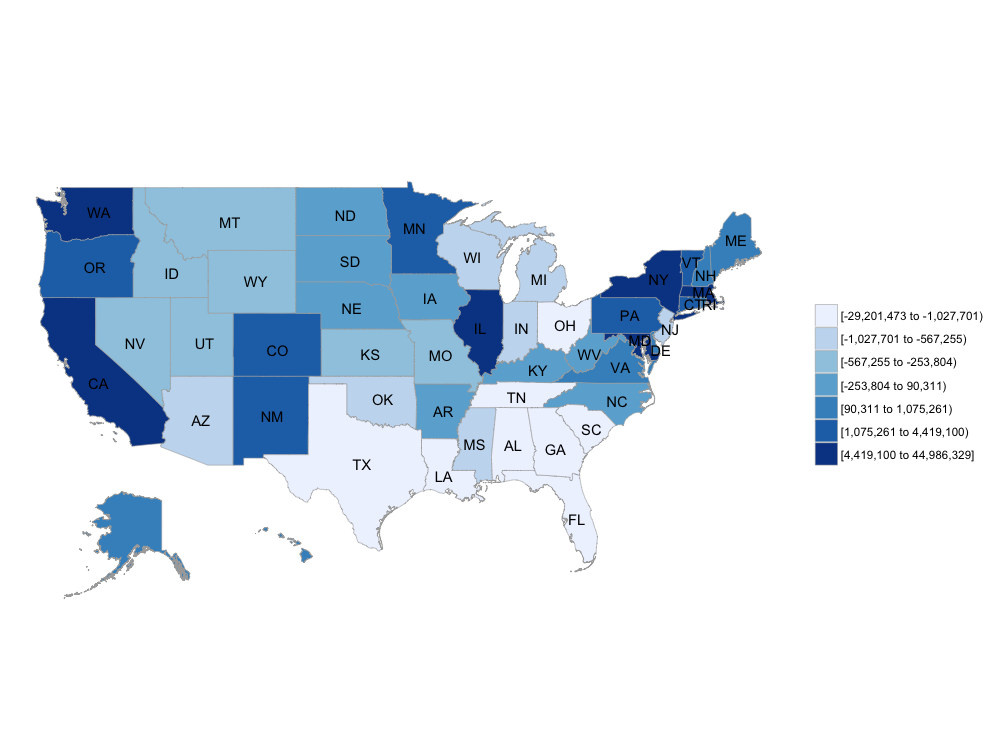 WA
MT
ND
MN
OR
ID
WY
SD
WI
MI
NY
VT
NH
ME
MA
CT
RI
NE
IA
PA
NJ
NV
UT
CO
KS
MO
IL
IN
OH
MD
DE
WV
VA
KY
CA
AZ
NM
OK
AR
TN
NC
SC
MS
AL
GA
TX
LA
FL
[-29,201,473 to -1,027,701)
[-1,027,701 to -567,255)
[-567,255 to -253,804)
[-253,804 to 90,311)
[90,311 to 1,075,261)
[1,075,261 to 4,419,100)
[4,419,100 to 44,986,329]